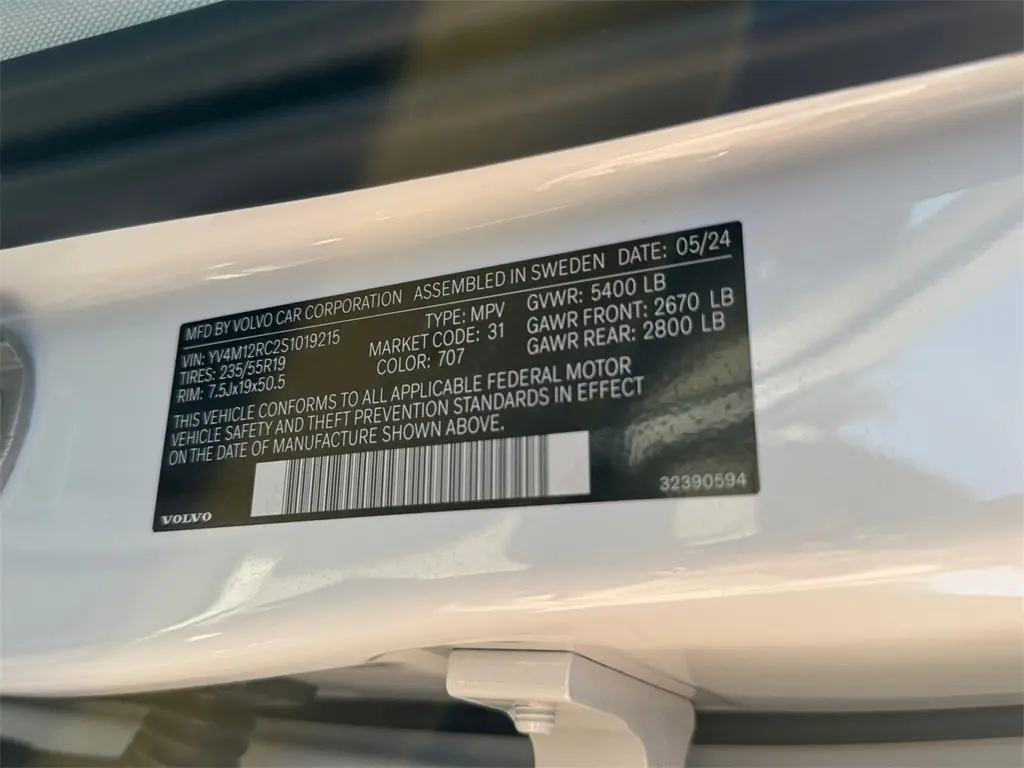 MFD BY VOLVO CAR CORPORATION ASSEMBLED IN SWEDEN DATE: 05/24
VIN: YV4M12RC2S1019215 TYPE: MPV GVWR: 5400 LB
TIRES: 235/55R19 MARKET CODE: 31 GAWR FRONT: 2670 LB
RIM: 7.5Jx19x50.5 COLOR: 707 GAWR REAR: 2800 LB
THIS VEHICLE CONFORMS TO ALL APPLICABLE FEDERAL MOTOR
VEHICLE SAFETY AND THEFT PREVENTION STANDARDS IN EFFECT
ON THE DATE OF MANUFACTURE SHOWN ABOVE.
VOLVO 32390594